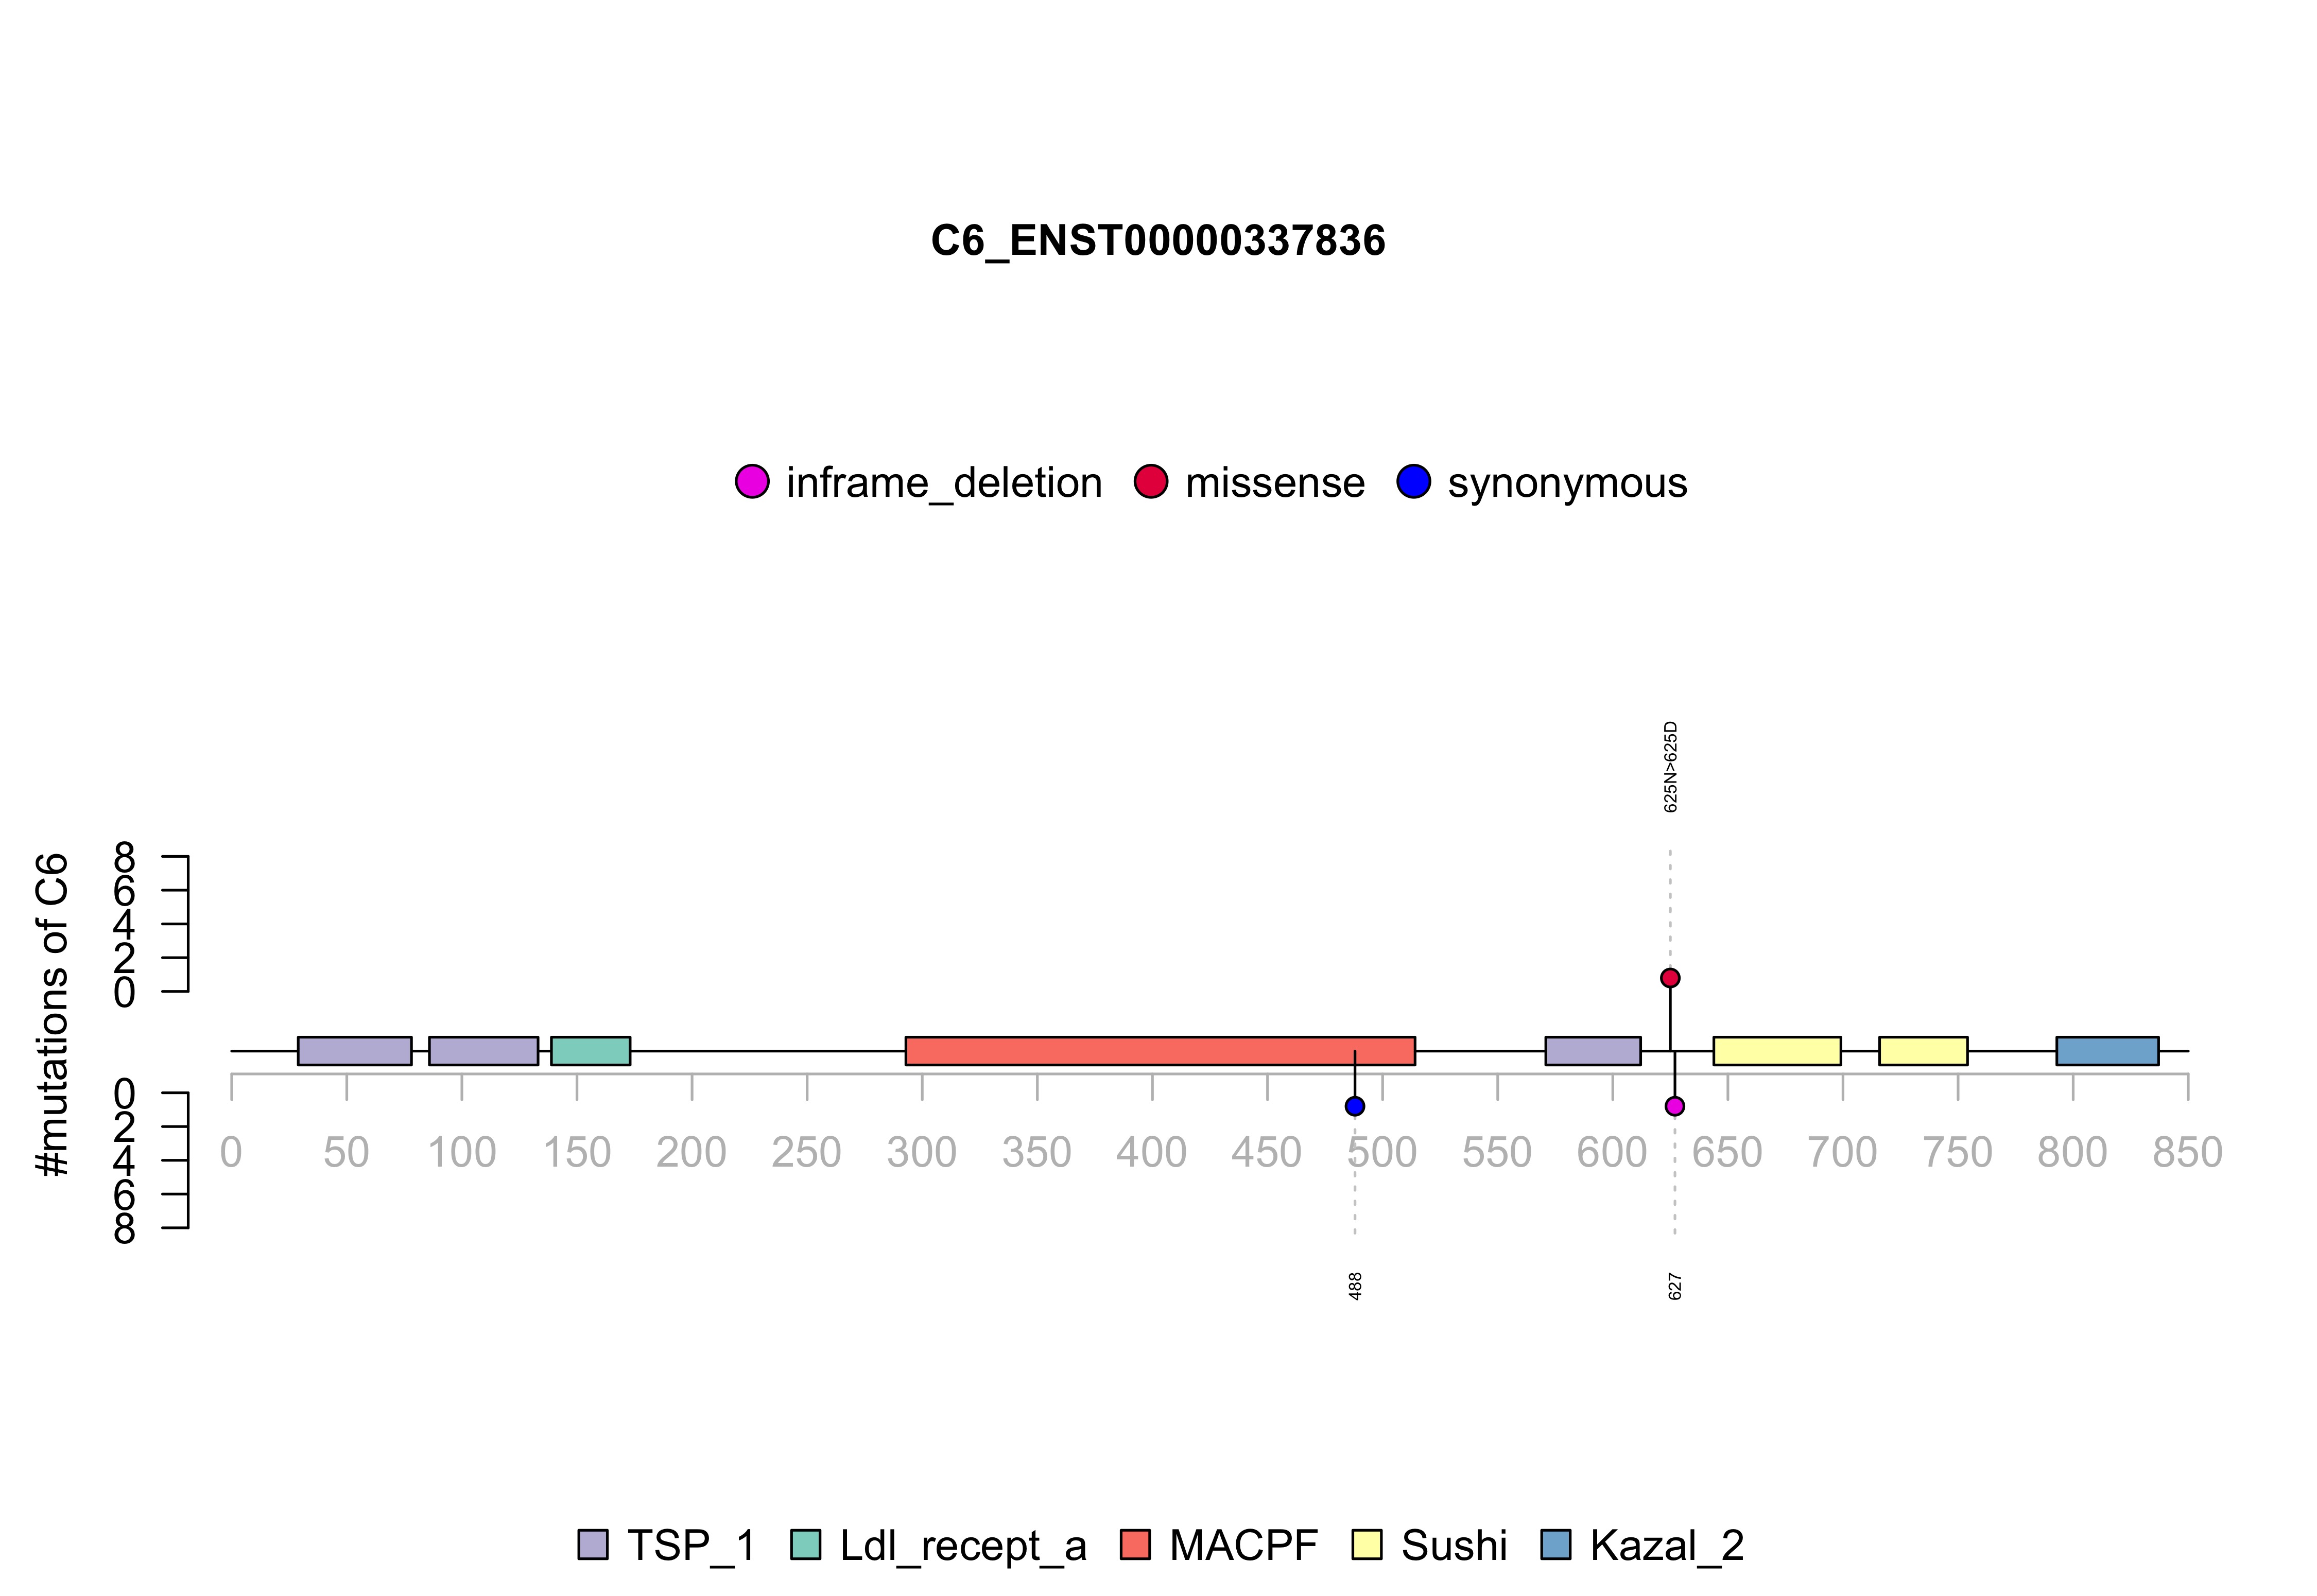 C6_ENST00000337836
inframe_deletion missense synonymous
625N>625D
#mutations of C6
8
6
4
2
0
0
2
4
6
8
0 50 100 150 200 250 300 350 400 450 500 550 600 650 700 750 800 850
488 627
TSP_1 Ldl_recept_a MACPF Sushi Kazal_2